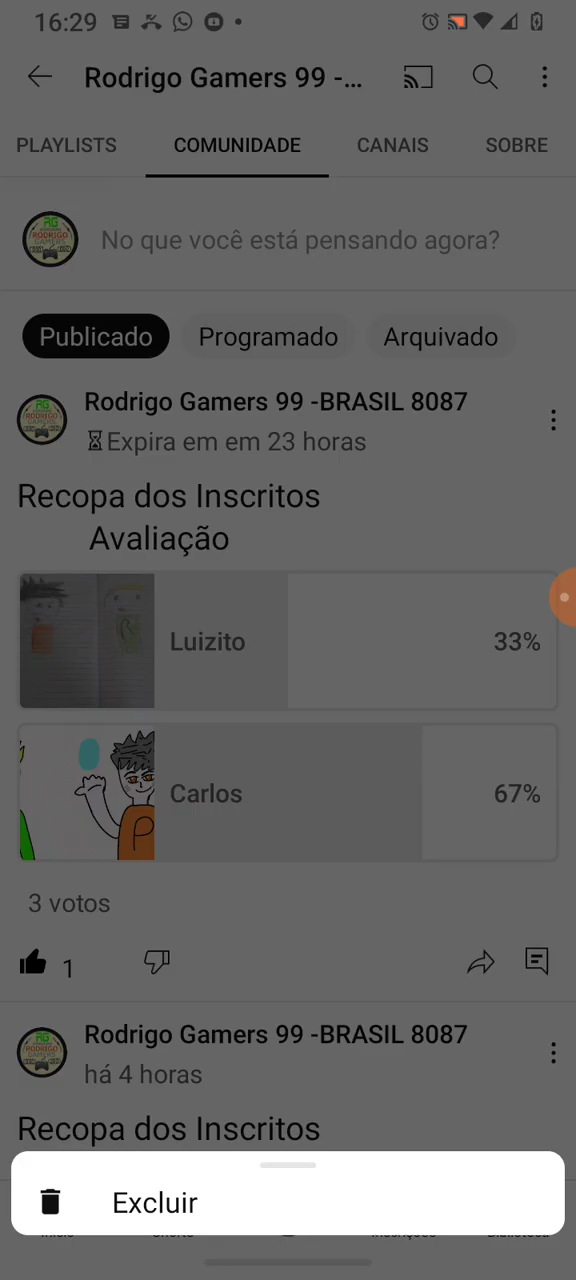 16:29
Rodrigo Gamers 99 -...
PLAYLISTS
COMUNIDADE
CANAIS
SOBRE
No que você está pensando agora?
Publicado
Programado
Arquivado
Rodrigo Gamers 99 -BRASIL 8087
Expira em em 23 horas
Recopa dos Inscritos
Avaliação
Luizito
33%
Carlos
67%
3 votos
1
Rodrigo Gamers 99 -BRASIL 8087
há 4 horas
Recopa dos Inscritos
Excluir